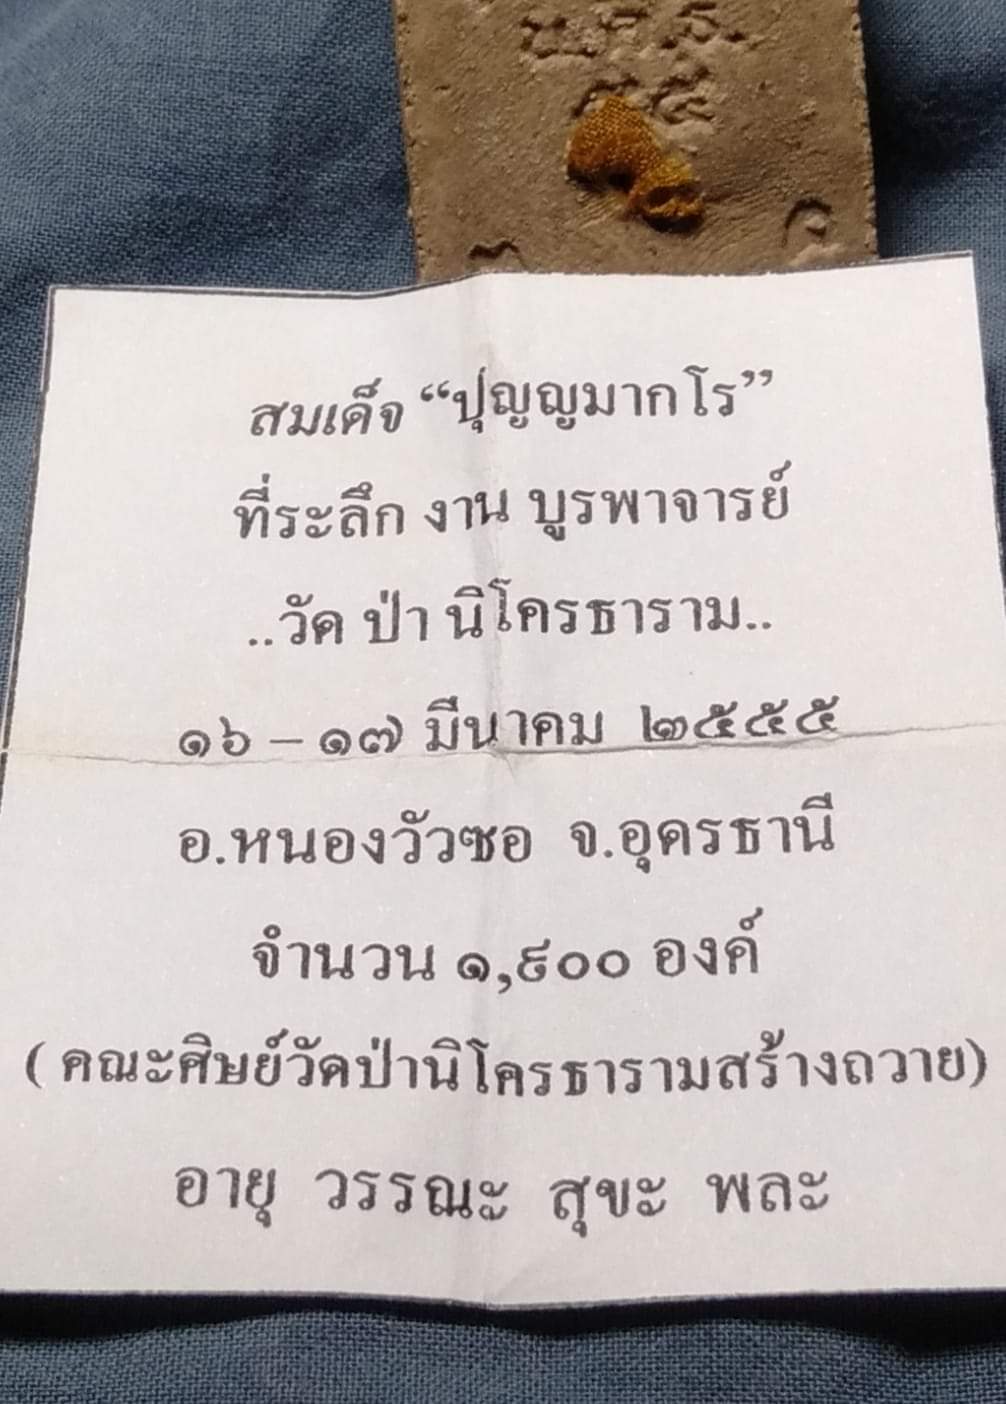 น.ค.ร.
๕๕
สมเด็จ “ปุญญมากโร”
ที่ระลึก งาน บูรพาจารย์
..วัด ป่า นิโครธาราม..
๑๖ – ๑๗ มีนาคม ๒๕๕๕
อ.หนองวัวซอ จ.อุดรธานี
จำนวน ๑,๙๐๐ องค์
( คณะศิษย์วัดป่านิโครธารามสร้างถวาย)
อายุ วรรณะ สุขะ พละ